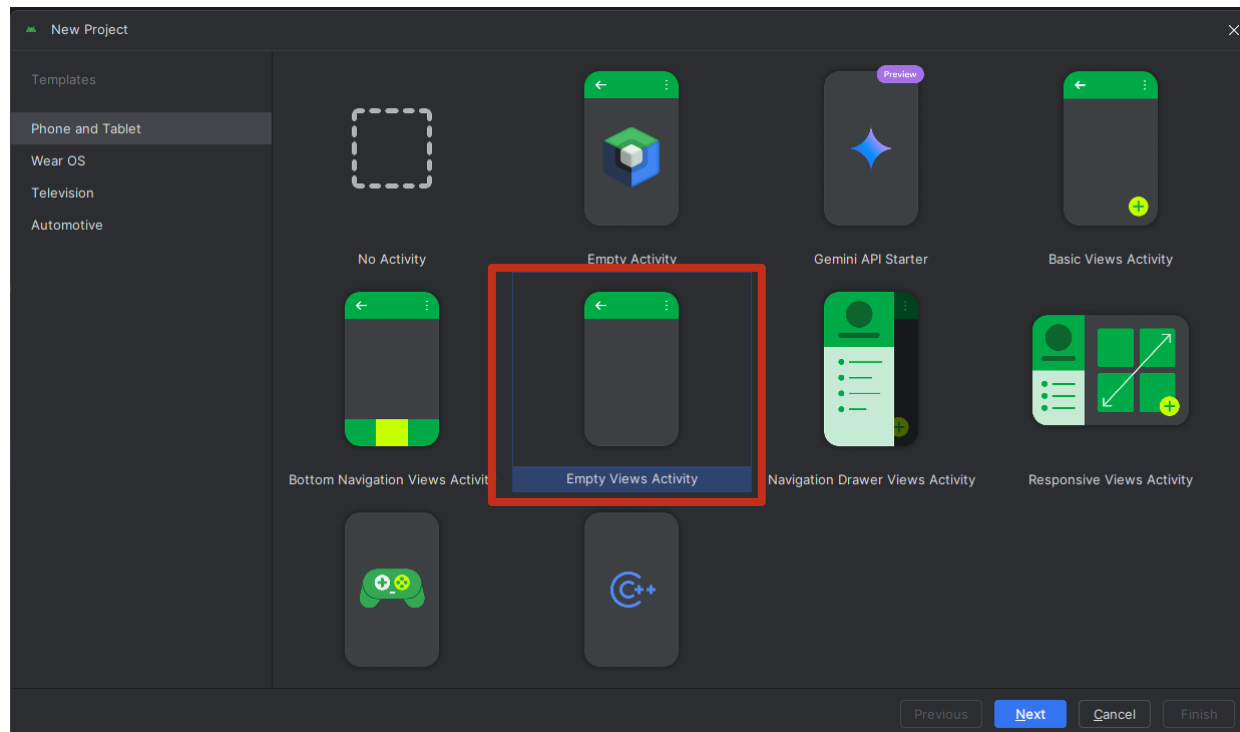 New Project
Templates
Phone and Tablet
Wear OS
Television
Automotive
Preview
No Activity
Empty Activity
Gemini API Starter
Basic Views Activity
Bottom Navigation Views Activit
Empty Views Activity
Navigation Drawer Views Activity
Responsive Views Activity
C++
Previous
Next
Cancel
Finish